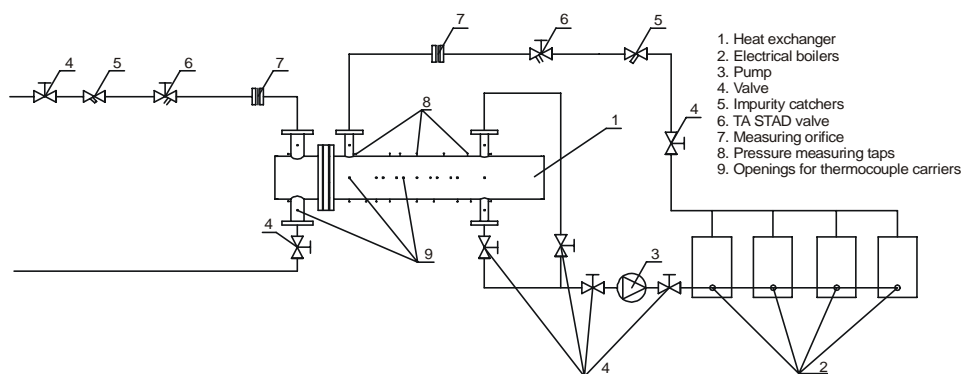 7
6
5
4
5
6
7
8
1
4
1. Heat exchanger
2. Electrical boilers
3. Pump
4. Valve
5. Impurity catchers
6. TA STAD valve
7. Measuring orifice
8. Pressure measuring taps
9. Openings for thermocouple carriers
4
9
3
4
2